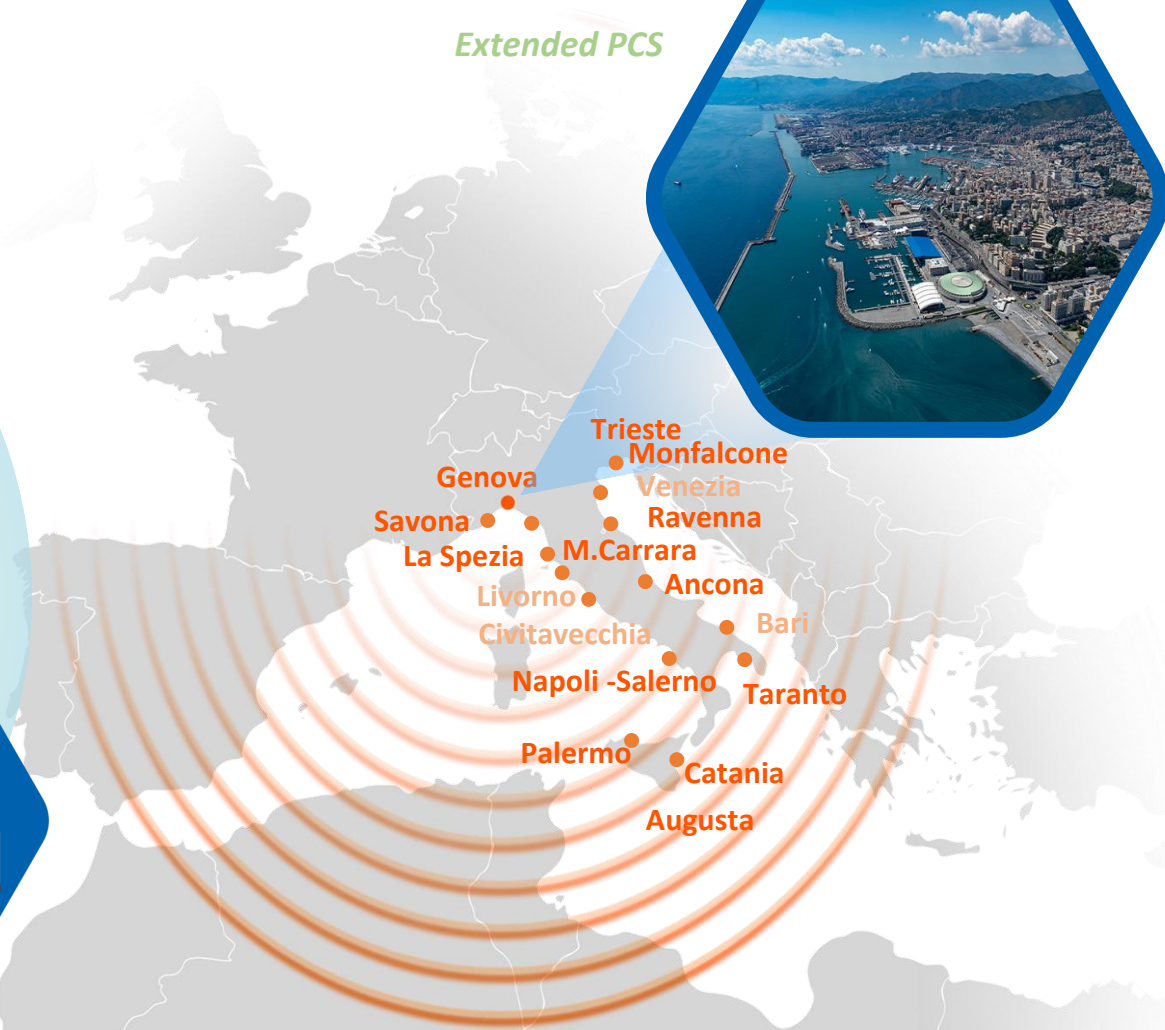 Extended PCS
Trieste
Monfalcone
Genova
Venezia
Savona
Ravenna
La Spezia
M.Carrara
Ancona
Livorno
Bari
Civitavecchia
Napoli -Salerno
Taranto
Palermo
Catania
Augusta